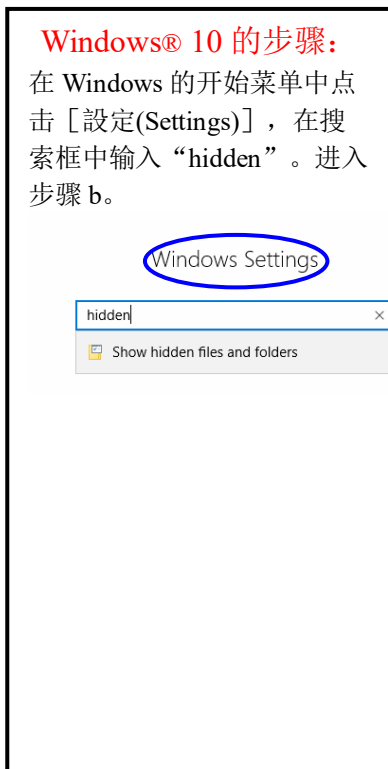 Windows® 10 的步骤：
在 Windows 的开始菜单中点
击［設定(Settings)］，在搜
索框中输入“hidden”。进入
步骤 b。
Windows Settings
hidden
Show hidden files and folders